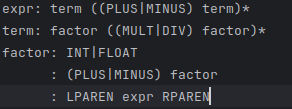 expr: term ((PLUS|MINUS) term)*
term: factor ((MULT|DIV) factor)*
factor: INT|FLOAT
: (PLUS|MINUS) factor
: LPAREN expr RPAREN